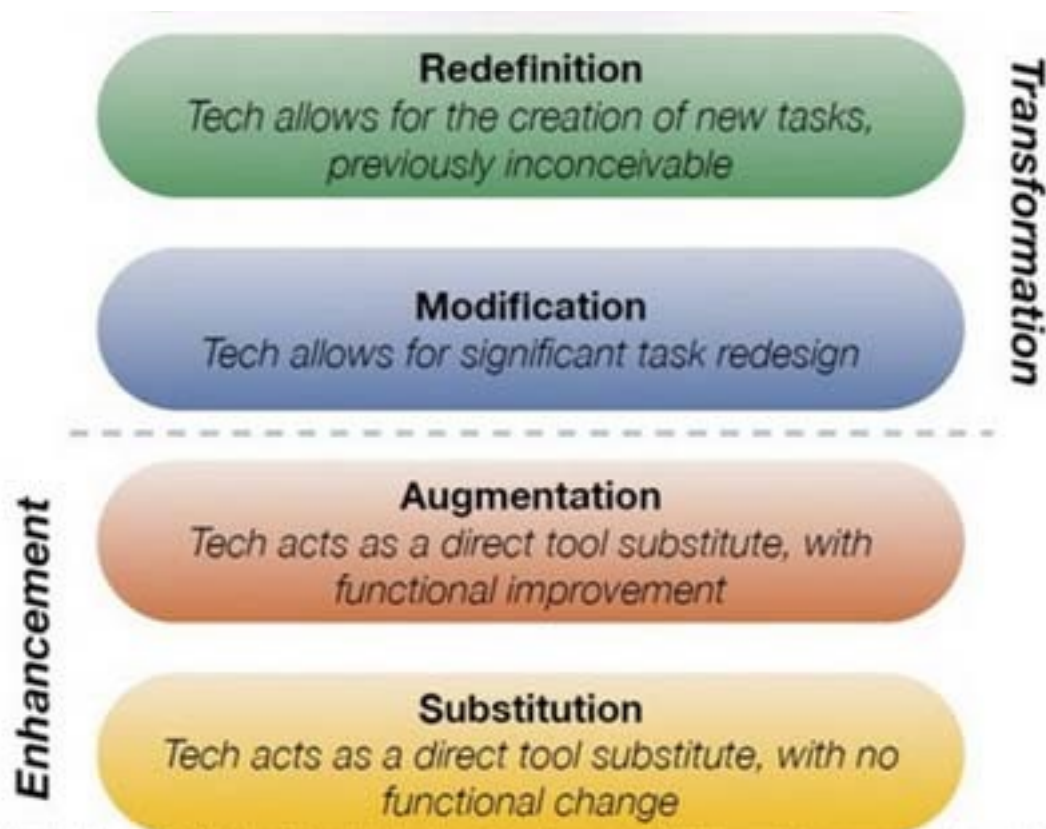 Redefinition
Tech allows for the creation of new tasks,
previously inconceivable
Transformation
Modification
Tech allows for significant task redesign
Augmentation
Tech acts as a direct tool substitute, with
functional improvement
Enhancement
Substitution
Tech acts as a direct tool substitute, with no
functional change